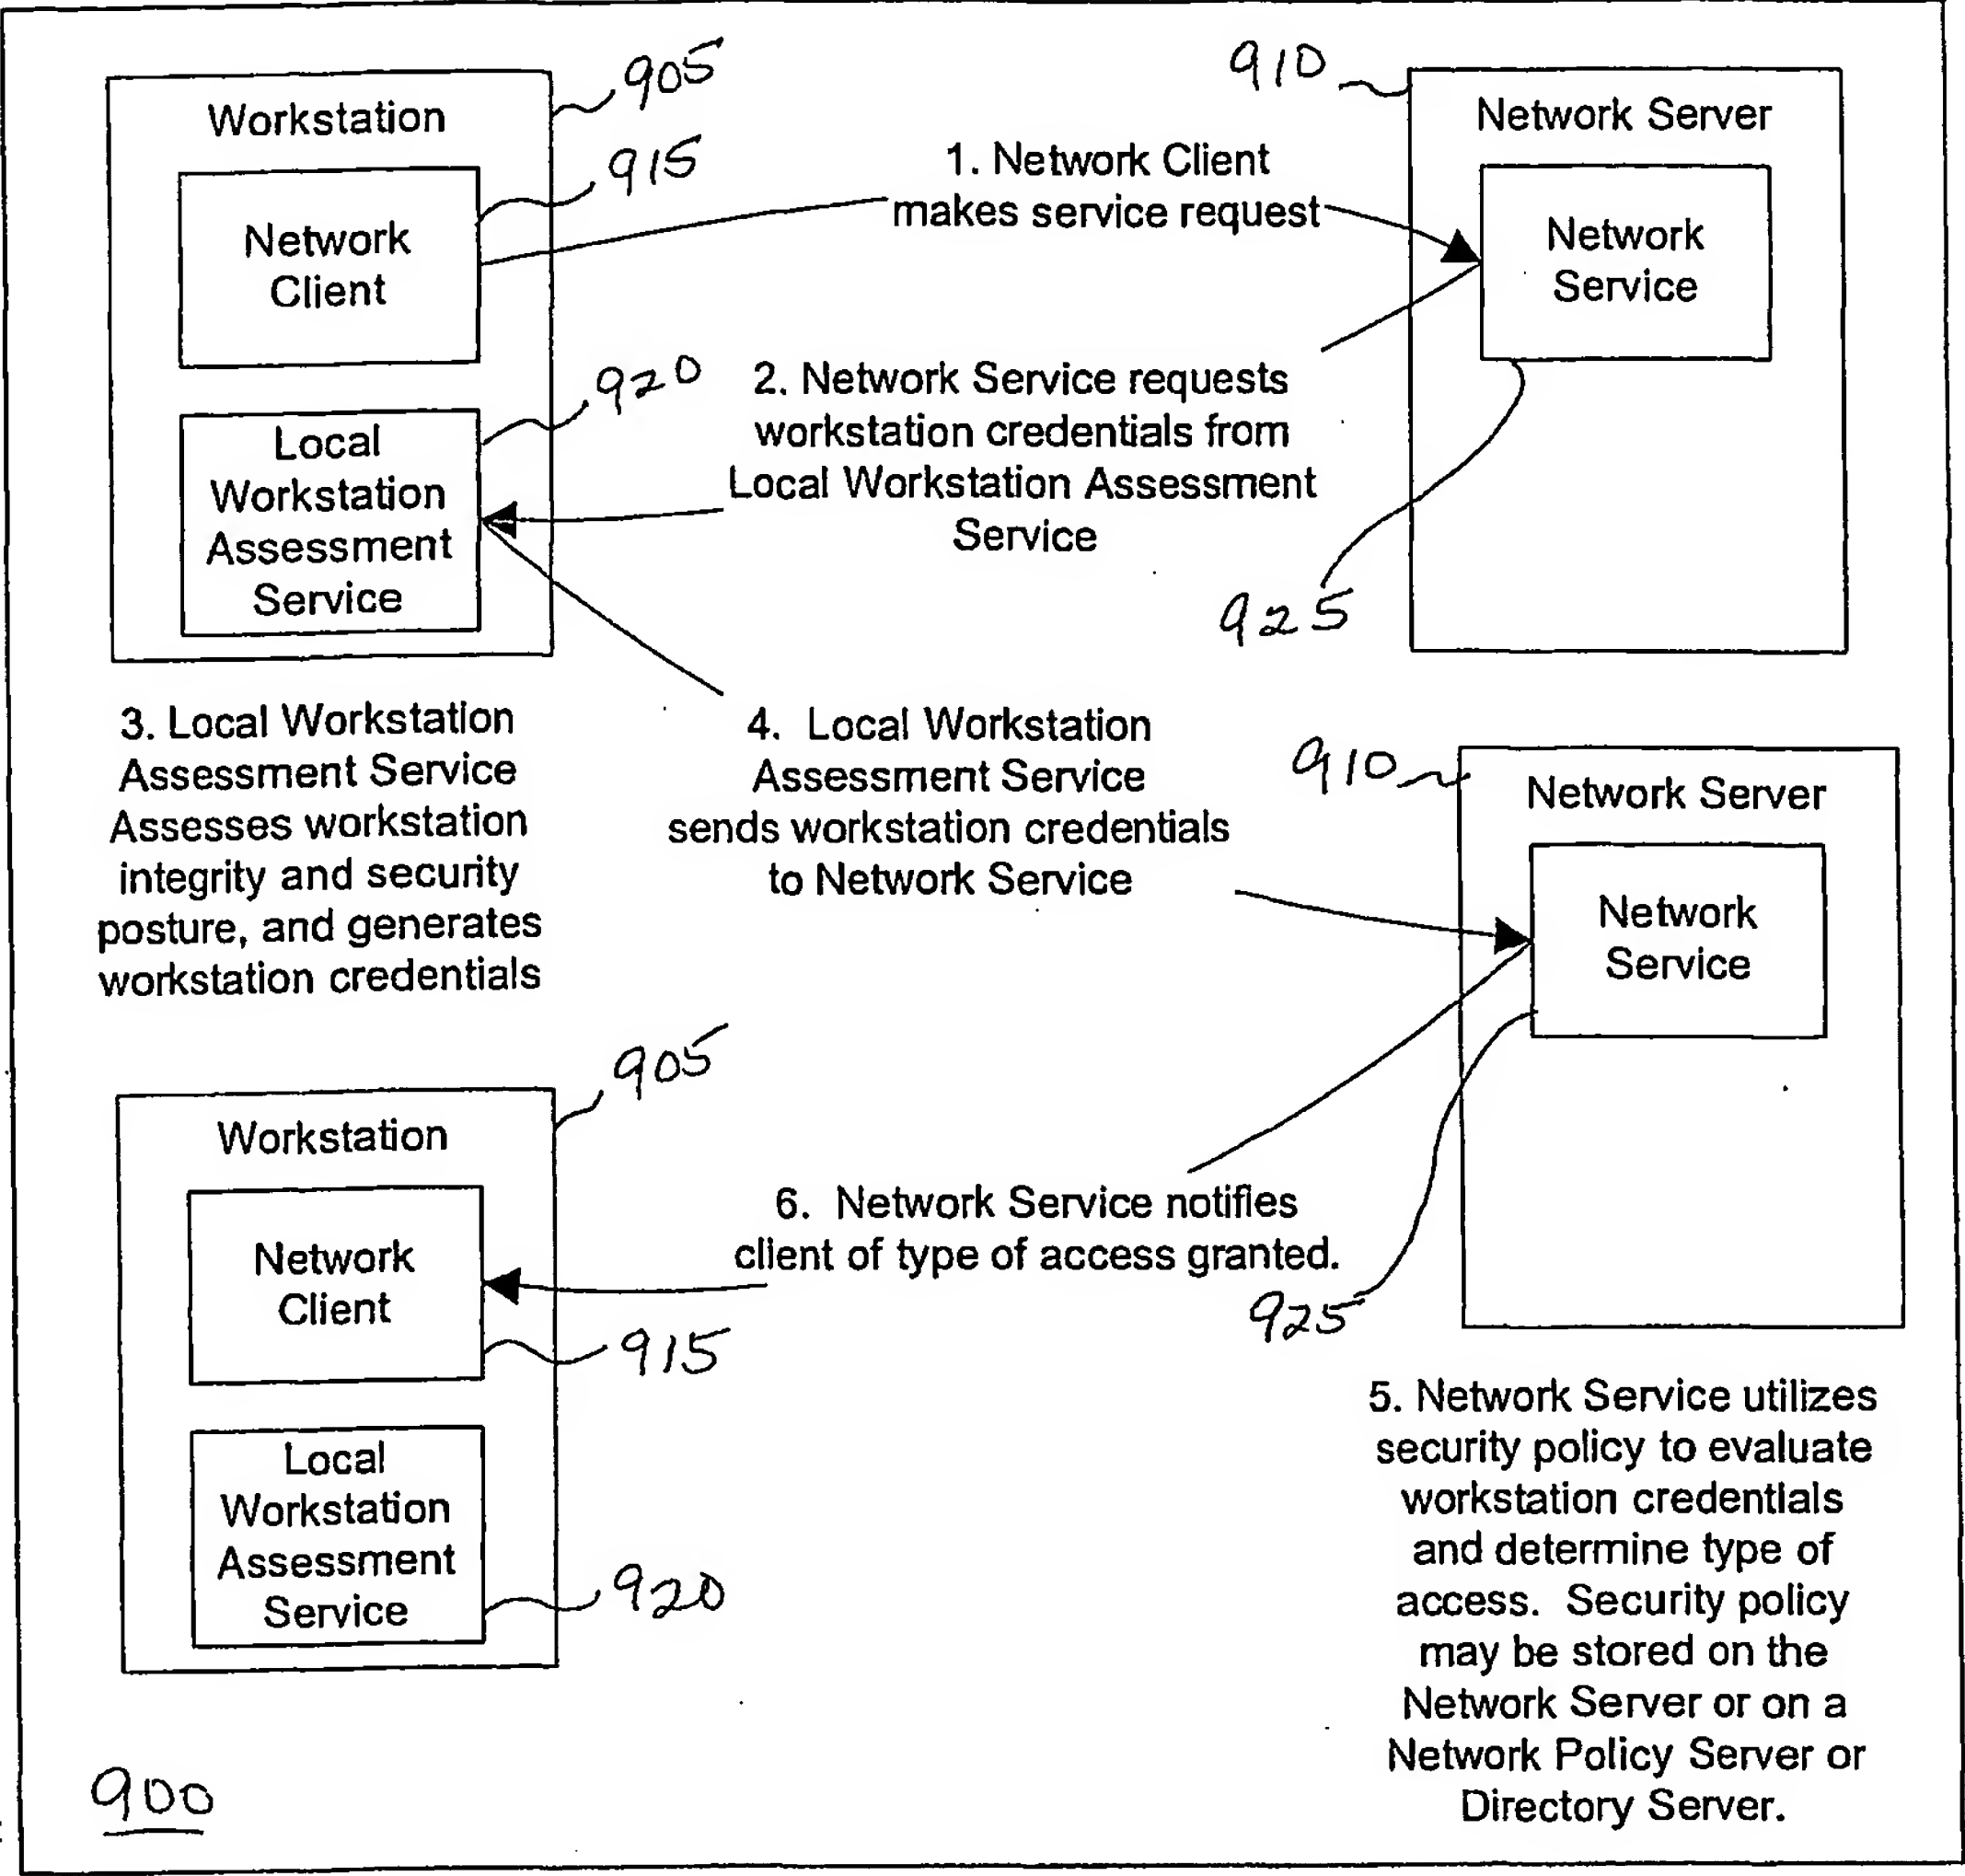 905
910
Workstation
Network Server
915
1. Network Client
makes service request
Network
Client
Network
Service
920
2. Network Service requests
workstation credentials from
Local Workstation Assessment
Service
Local
Workstation
Assessment
Service
925
3. Local Workstation
Assessment Service
Assesses workstation
integrity and security
posture, and generates
workstation credentials
4. Local Workstation
Assessment Service
sends workstation credentials
to Network Service
910
Network Server
Network
Service
905
Workstation
6. Network Service notifies
client of type of access granted.
Network
Client
925
915
5. Network Service utilizes
security policy to evaluate
workstation credentials
and determine type of
access. Security policy
may be stored on the
Network Server or on a
Network Policy Server or
Directory Server.
Local
Workstation
Assessment
Service
920
900